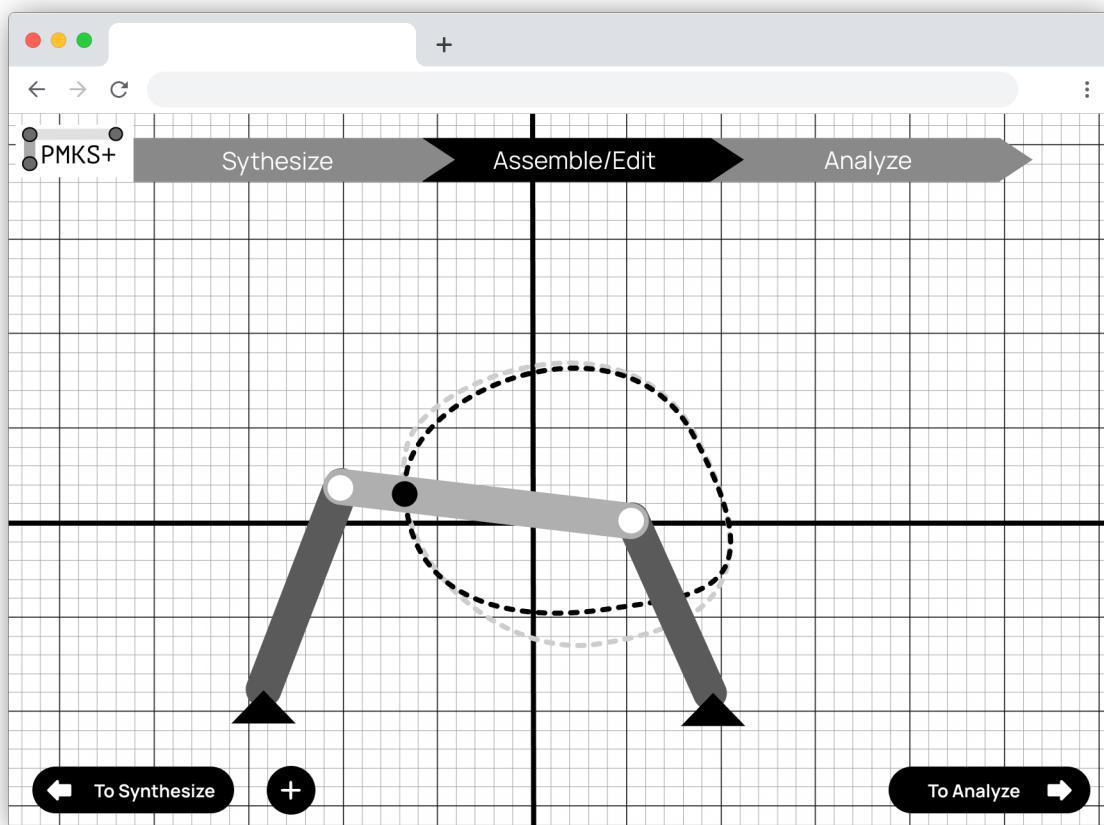 PMKS+
Sythesize
Assemble/Edit
Analyze
To Synthesize
To Analyze